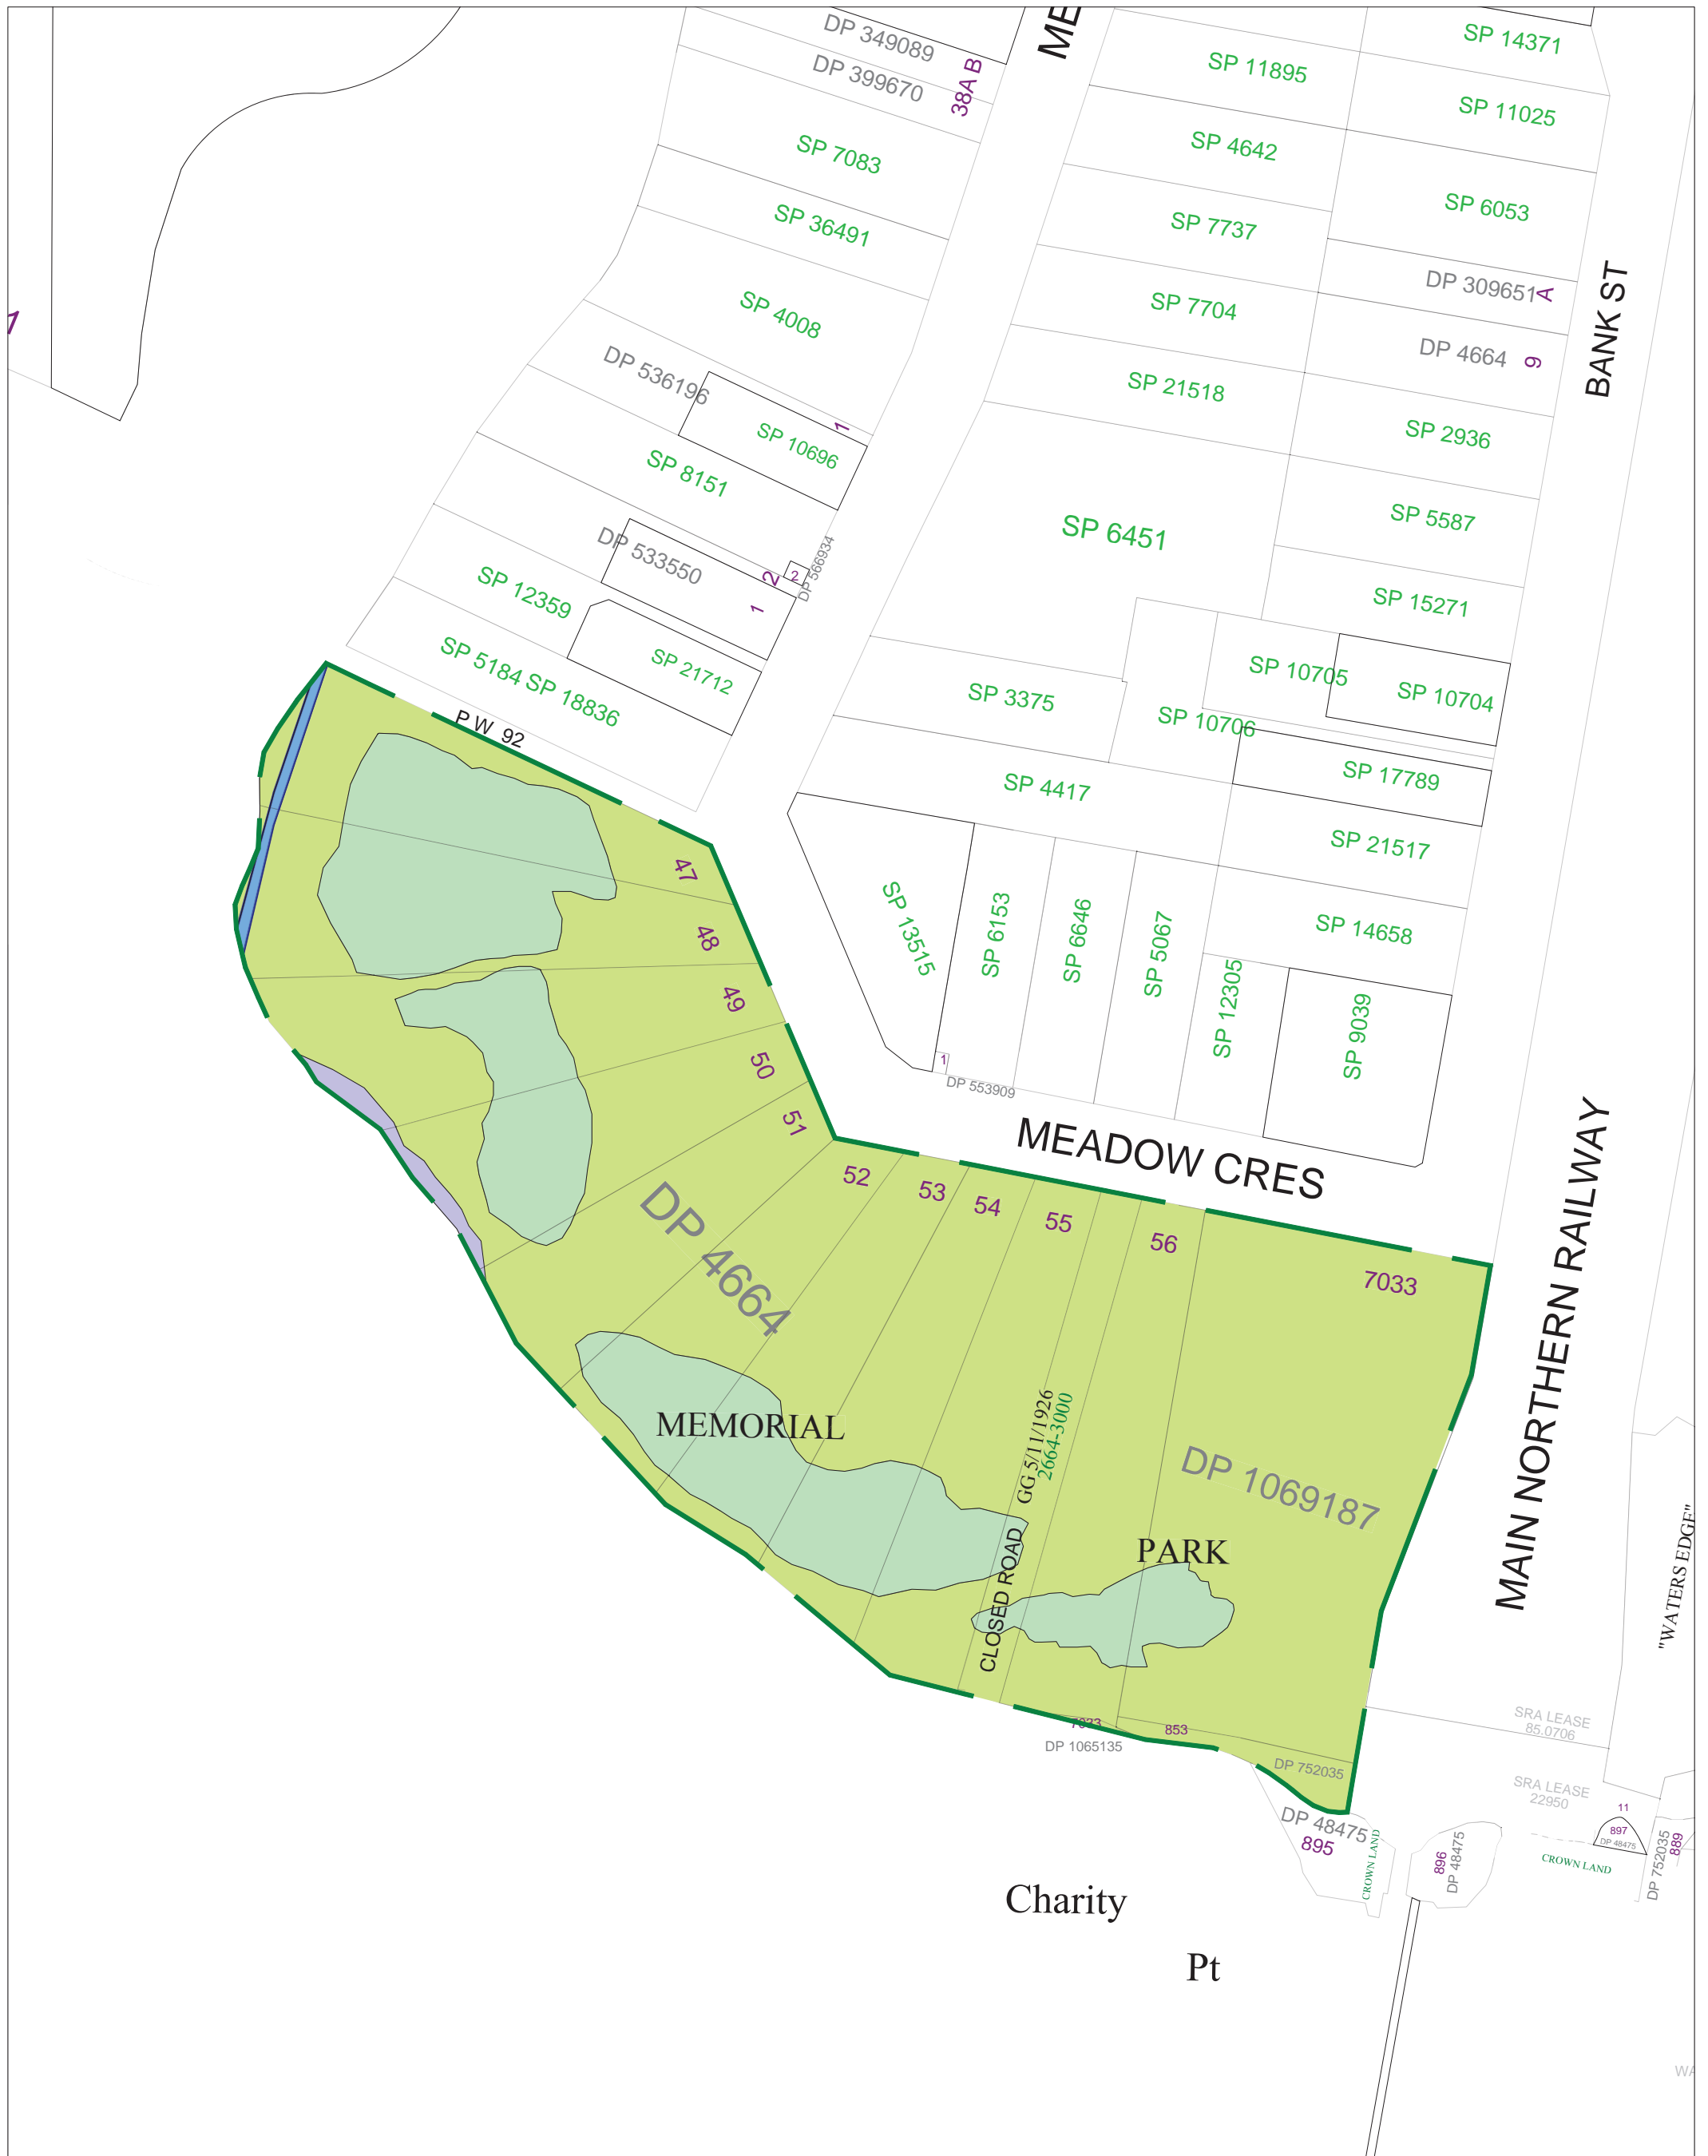 DP 349089
DP 399670
38A B
ME
SP 14371
SP 11895
SP 11025
SP 7083
SP 4642
SP 6053
SP 36491
SP 7737
DP 309651
A
SP 4008
SP 7704
BANK ST
1
DP 4664
9
DP 536196
SP 21518
1
SP 10696
SP 2936
SP 8151
SP 5587
SP 6451
DP 533550
2
2
DP 566934
1
SP 12359
SP 15271
SP 21712
SP 5184 SP 18836
SP 10705
SP 10704
SP 3375
SP 10706
P W 92
SP 17789
SP 4417
SP 21517
47
SP 13515
SP 6153
SP 6646
SP 5067
SP 14658
48
SP 12305
49
SP 9039
50
1
DP 553909
51
MEADOW CRES
52
53
54
55
56
7033
DP 4664
MAIN NORTHERN RAILWAY
MEMORIAL
GG 5/11/1926
2664-3000
DP 1069187
CLOSED ROAD
PARK
"WATERS EDGE"
7033
853
DP 1065135
SRA LEASE
85.0706
DP 752035
SRA LEASE
22950
DP 48475
895
CROWN LAND
896
DP 48475
11
897
DP 48475
CROWN LAND
DP 752035
889
Charity
Pt
WA